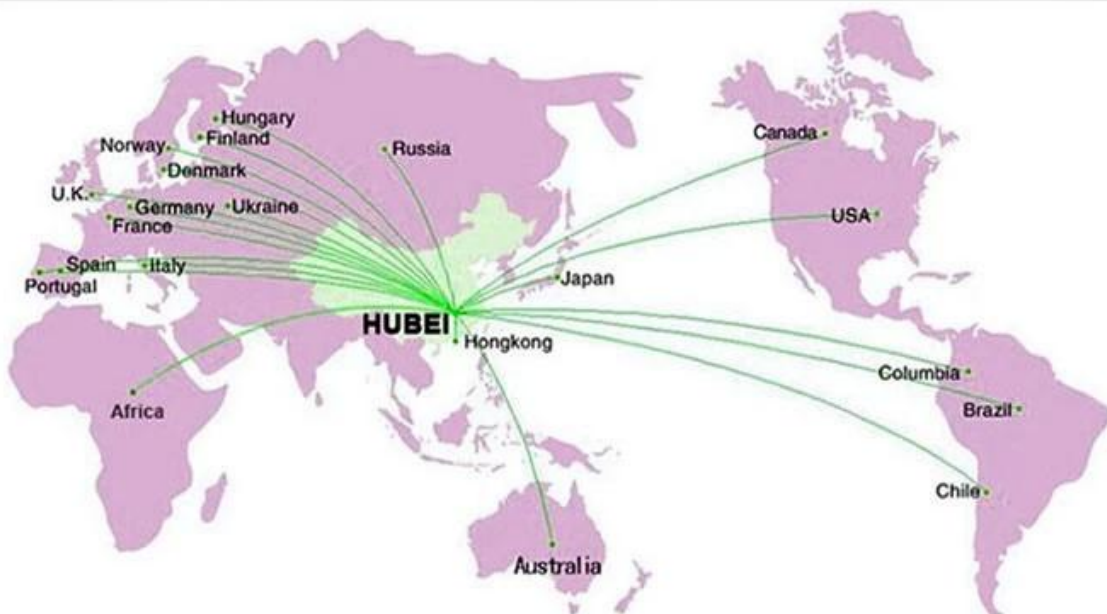 Hungary
Finland
Norway
Denmark
Russia
Canada
U.K.
Germany
Ukraine
France
USA
Spain
Italy
Portugal
Japan
HUBEI
Hongkong
Columbia
Africa
Brazil
Chile
Australia